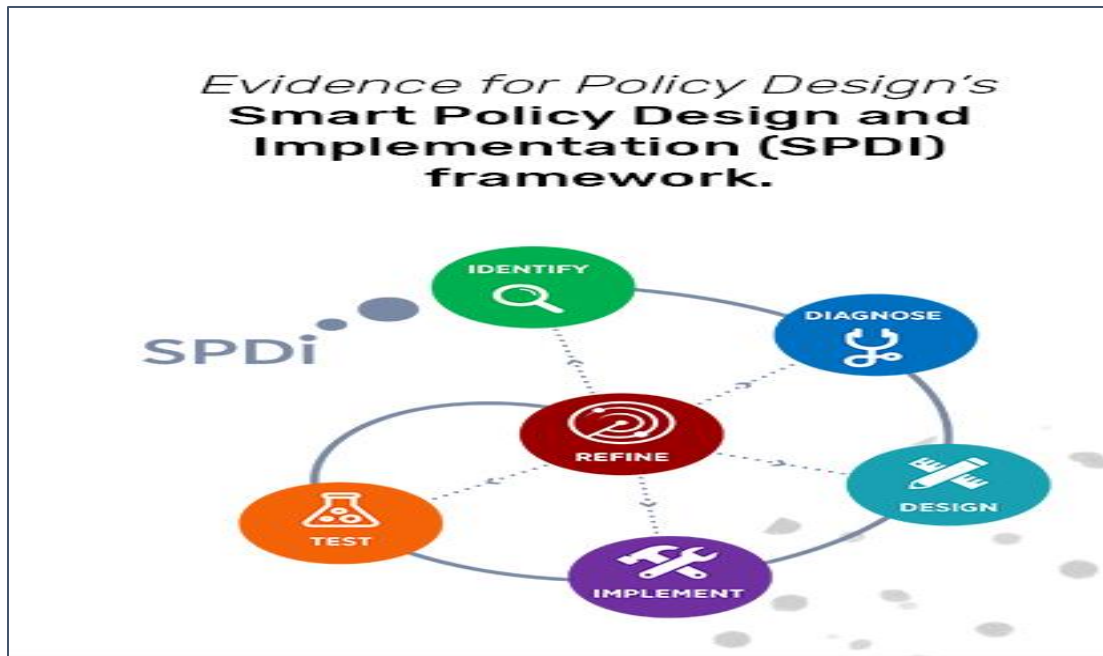 Evidence for Policy Design's
Smart Policy Design and
Implementation (SPDI)
framework.
IDENTIFY
DIAGNOSE
SPDi
REFINE
DESIGN
TEST
IMPLEMENT